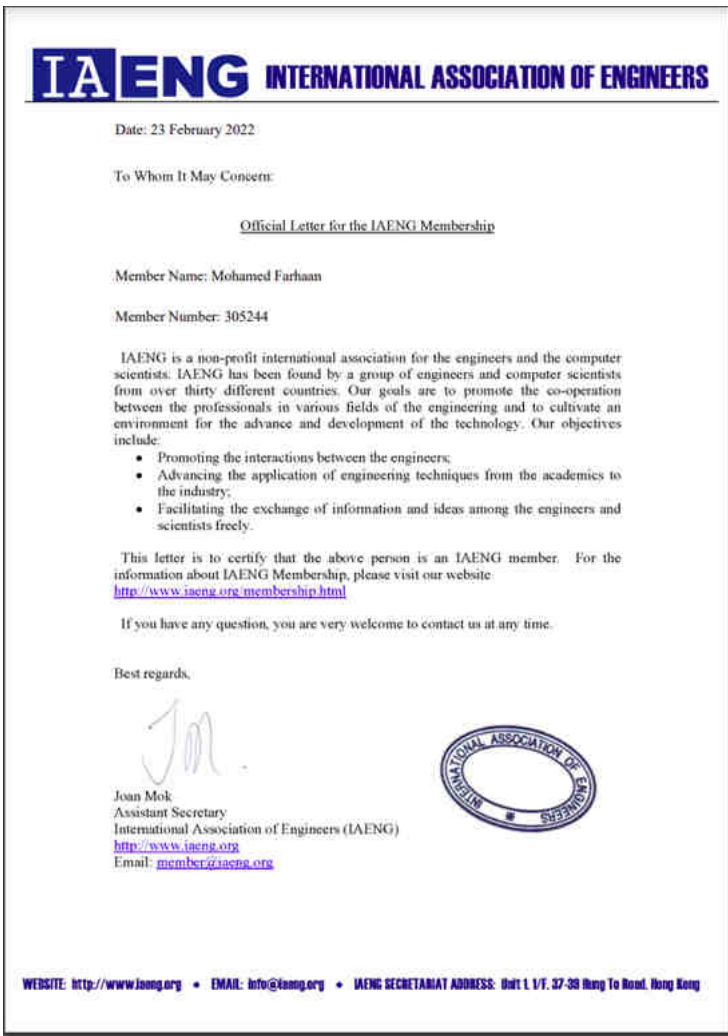 IAENG INTERNATIONAL ASSOCIATION OF ENGINEERS
Date: 23 February 2022
To Whom It May Concern:
Official Letter for the IAENG Membership
Member Name: Mohamed Farhaan
Member Number: 305244
IAENG is a non-profit international association for the engineers and the computer
scientists. IAENG has been found by a group of engineers and computer scientists
from over thirty different countries. Our goals are to promote the co-operation
between the professionals in various fields of the engineering and to cultivate an
environment for the advance and development of the technology. Our objectives
include:
• Promoting the interactions between the engineers;
• Advancing the application of engineering techniques from the academics to
the industry;
• Facilitating the exchange of information and ideas among the engineers and
scientists freely.
This letter is to certify that the above person is an IAENG member. For the
information about IAENG Membership, please visit our website
http://www.iaeng.org/membership.html
If you have any question, you are very welcome to contact us at any time.
Best regards,
JM.
Joan Mok
Assistant Secretary
International Association of Engineers (IAENG)
http://www.iaeng.org
Email: member@iaeng.org
INTERNATIONAL ASSOCIATION OF ENGINEERS
WEBSITE: http://www.iaeng.org • EMAIL: info@iaeng.org • IAENG SECRETARIAT ADDRESS: Unit 1, 1/F, 37-39 Hung To Road, Hong Kong